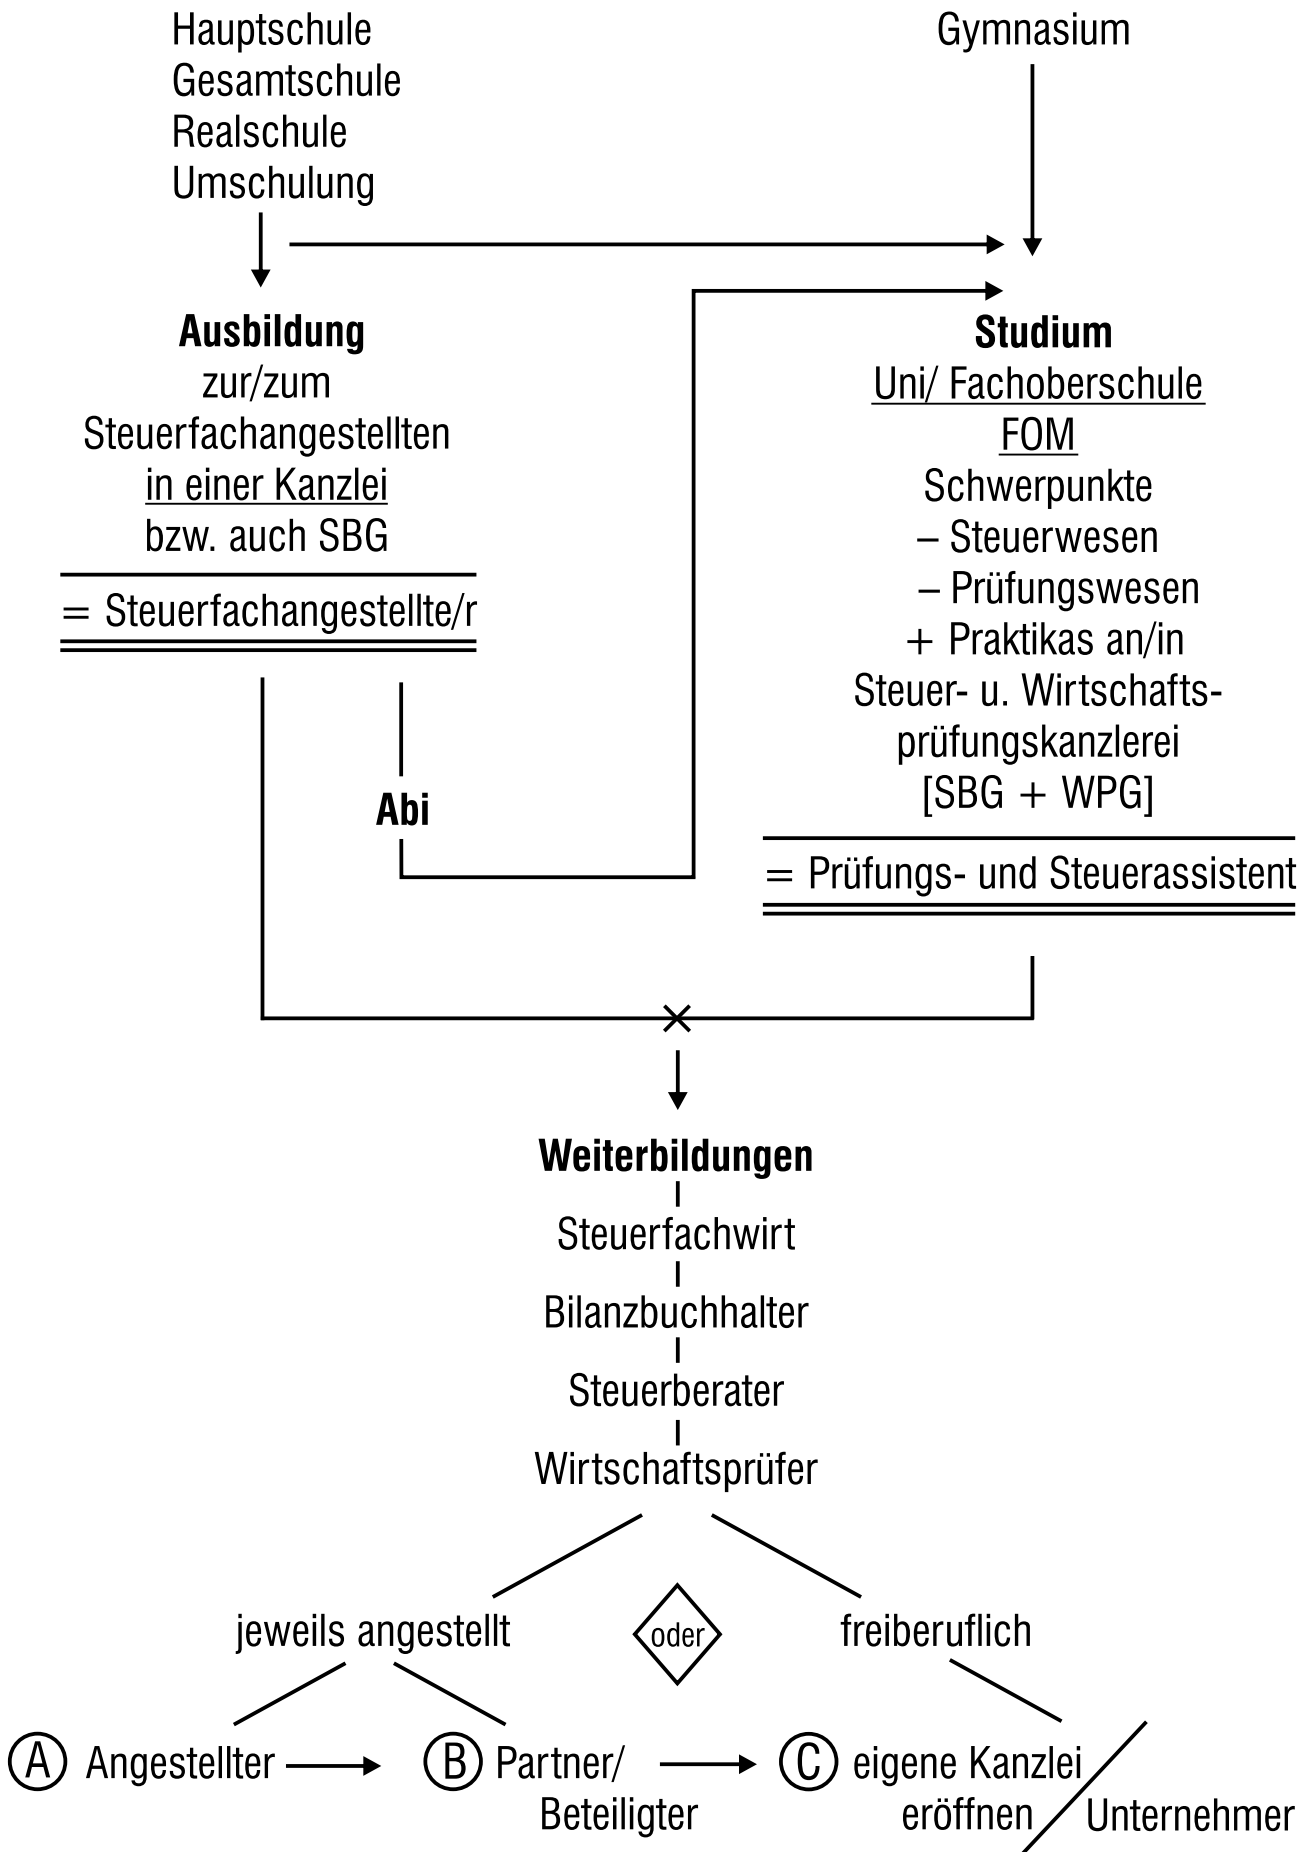 Hauptschule
Gesamtschule
Realschule
Umschulung
Gymnasium
Ausbildung
zur/zum
Steuerfachangestellten
in einer Kanzlei
bzw. auch SBG
= Steuerfachangestellte/r
Abi
Studium
Uni/ Fachoberschule
FOM
Schwerpunkte
– Steuerwesen
– Prüfungswesen
+ Praktikas an/in
Steuer- u. Wirtschafts-
prüfungskanzlerei
[SBG + WPG]
= Prüfungs- und Steuerassistent
Weiterbildungen
Steuerfachwirt
Bilanzbuchhalter
Steuerberater
Wirtschaftsprüfer
jeweils angestellt
oder
freiberuflich
A Angestellter
B Partner/
Beteiligter
C eigene Kanzlei
eröffnen
Unternehmer